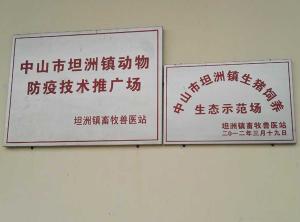 中山市坦洲镇动物
防疫技术推广场
坦洲镇畜牧兽医站
中山市坦洲镇生猪饲养
生态示范场
坦洲镇畜牧兽医站
二0一二年三月十九日